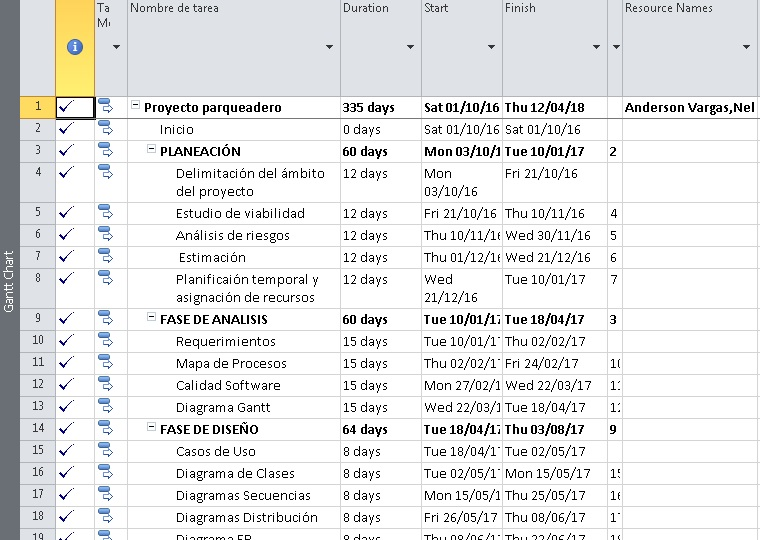 Ta Nombre de tarea Duration Start Finish Resource Names
Gantt Chart
1 Proyecto parqueadero 335 days Sat 01/10/16 Thu 12/04/18 Anderson Vargas,Nel
2 Inicio 0 days Sat 01/10/16 Sat 01/10/16
3 PLANEACIÓN 60 days Mon 03/10/1 Tue 10/01/17 2
4 Delimitación del ámbito 12 days Mon Fri 21/10/16
del proyecto 03/10/16
5 Estudio de viabilidad 12 days Fri 21/10/16 Thu 10/11/16 4
6 Análisis de riesgos 12 days Thu 10/11/16 Wed 30/11/16 5
7 Estimación 12 days Thu 01/12/16 Wed 21/12/16 6
8 Planificaión temporal y 12 days Wed Tue 10/01/17 7
asignación de recursos 21/12/16
9 FASE DE ANALISIS 60 days Tue 10/01/17 Tue 18/04/17 3
10 Requerimientos 15 days Tue 10/01/1 Thu 02/02/17
11 Mapa de Procesos 15 days Thu 02/02/1 Fri 24/02/17 10
12 Calidad Software 15 days Mon 27/02/1 Wed 22/03/17
13 Diagrama Gantt 15 days Wed 22/03/1 Tue 18/04/17
14 FASE DE DISEÑO 64 days Tue 18/04/17 Thu 03/08/17 9
15 Casos de Uso 8 days Tue 18/04/1 Tue 02/05/17
16 Diagrama de Clases 8 days Tue 02/05/1 Mon 15/05/17 15
17 Diagramas Secuencias 8 days Mon 15/05/1 Thu 25/05/17 16
18 Diagramas Distribución 8 days Fri 26/05/17 Thu 08/06/17
19 8 days